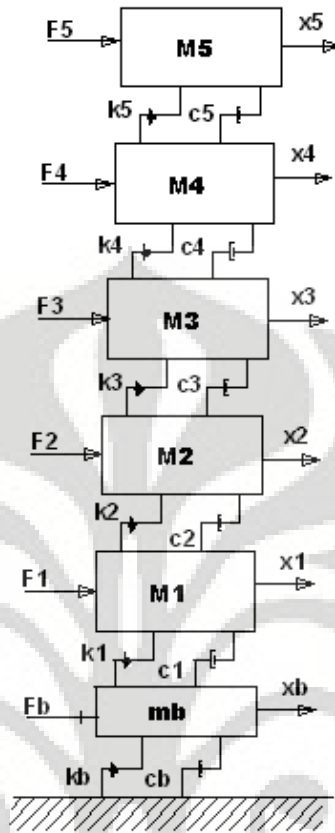 F5 M5 x5
k5 c5
F4 M4 x4
k4 c4
F3 M3 x3
k3 c3
F2 M2 x2
k2 c2
F1 M1 x1
k1 c1
Fb mb xb
kb cb